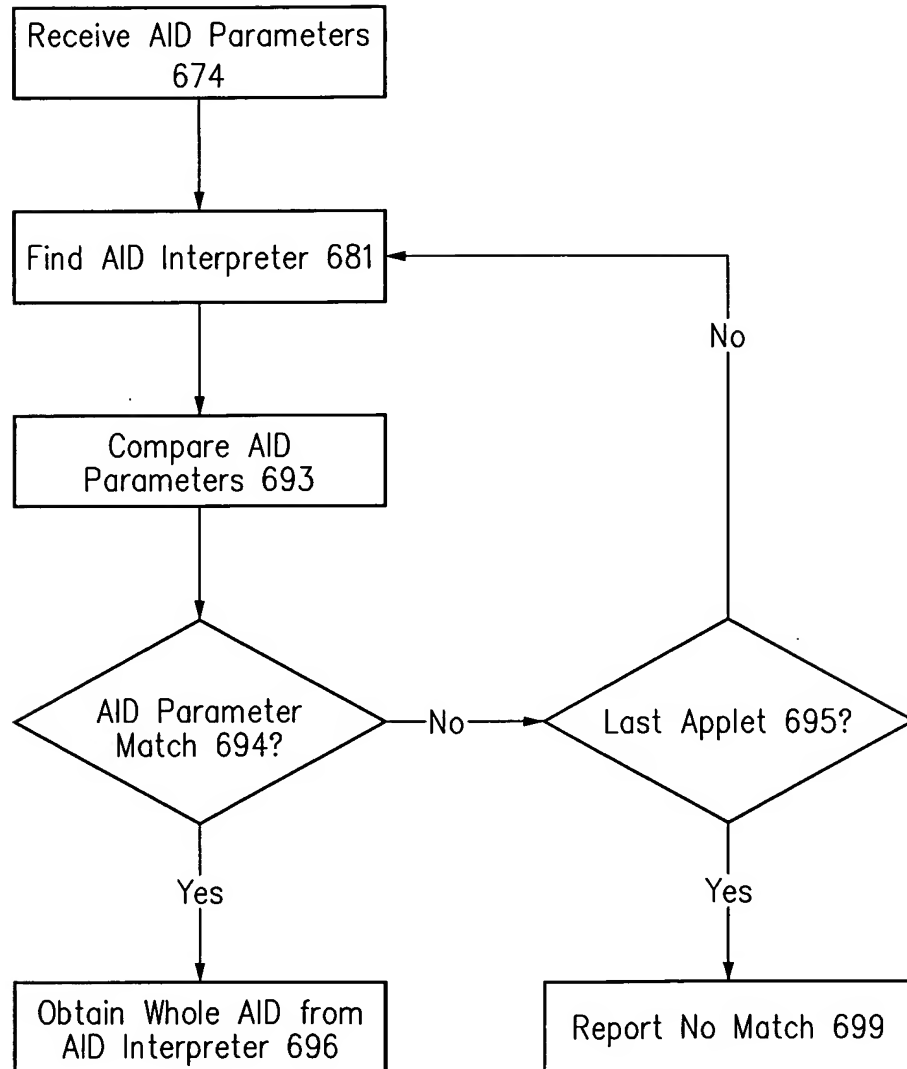 Receive AID Parameters
674
Find AID Interpreter 681
No
Compare AID
Parameters 693
AID Parameter
Match 694?
No
Last Applet 695?
Yes
Yes
Obtain Whole AID from
AID Interpreter 696
Report No Match 699